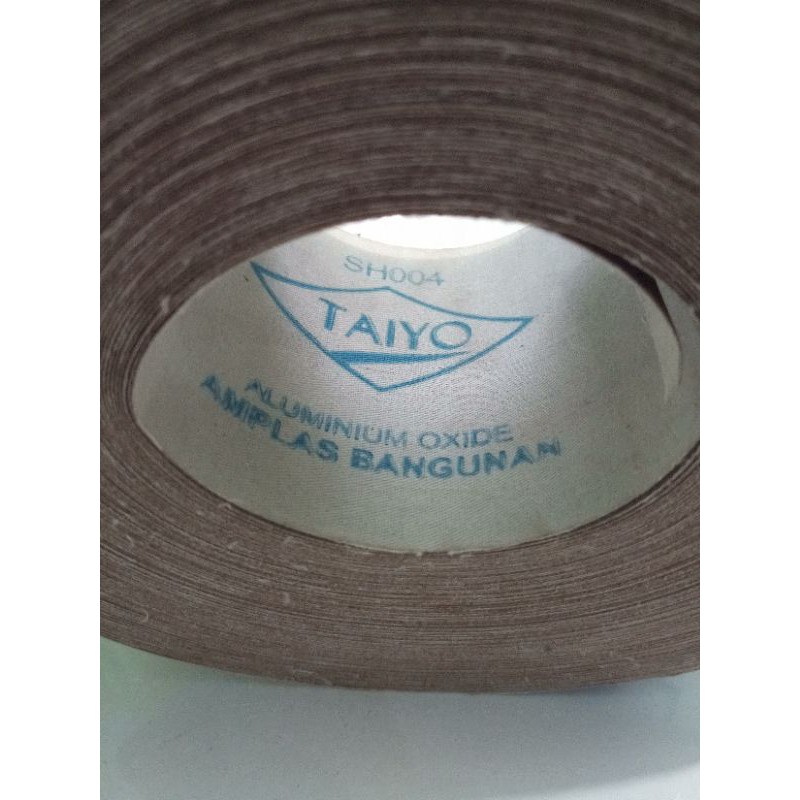 SH004
TAIYO
ALUMINIUM OXIDE
AMPLAS BANGUNAN